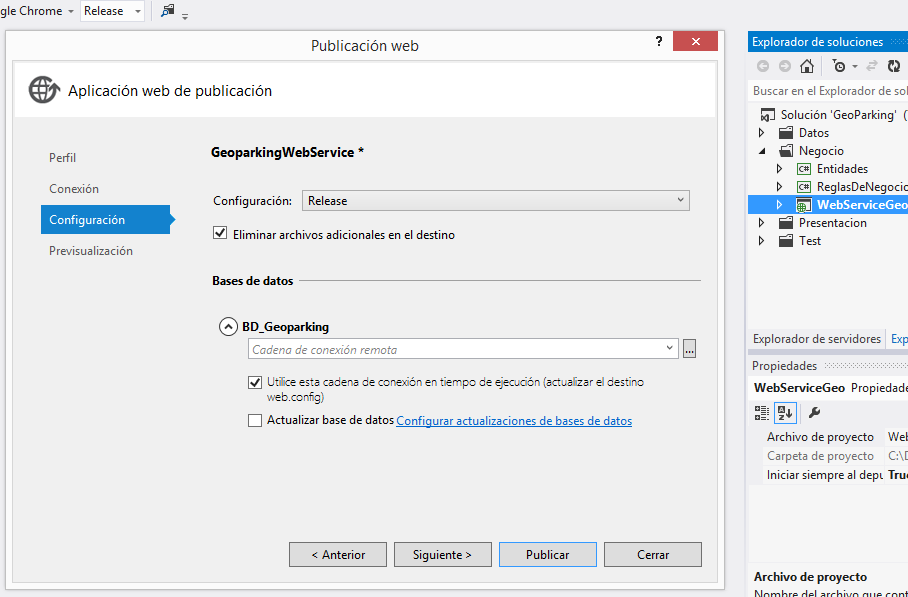 gle Chrome
Release
Publicación web
?
Aplicación web de publicación
Perfil
Conexión
Configuración
Previsualización
GeoparkingWebService *
Configuración: Release
Eliminar archivos adicionales en el destino
Bases de datos
BD_Geoparking
Cadena de conexión remota
...
Utilice esta cadena de conexión en tiempo de ejecución (actualizar el destino
web.config)
Actualizar base de datos Configurar actualizaciones de bases de datos
< Anterior
Siguiente >
Publicar
Cerrar
Explorador de soluciones
Buscar en el Explorador de sol
Solución 'GeoParking' (
Datos
Negocio
C# Entidades
C# ReglasDeNegocio
WebServiceGeo
Presentacion
Test
Explorador de servidores Exp
Propiedades
WebServiceGeo Propiedade
Archivo de proyecto Web
Carpeta de proyecto C:\D
Iniciar siempre al depu True
Archivo de proyecto
Nombre del archivo que cont